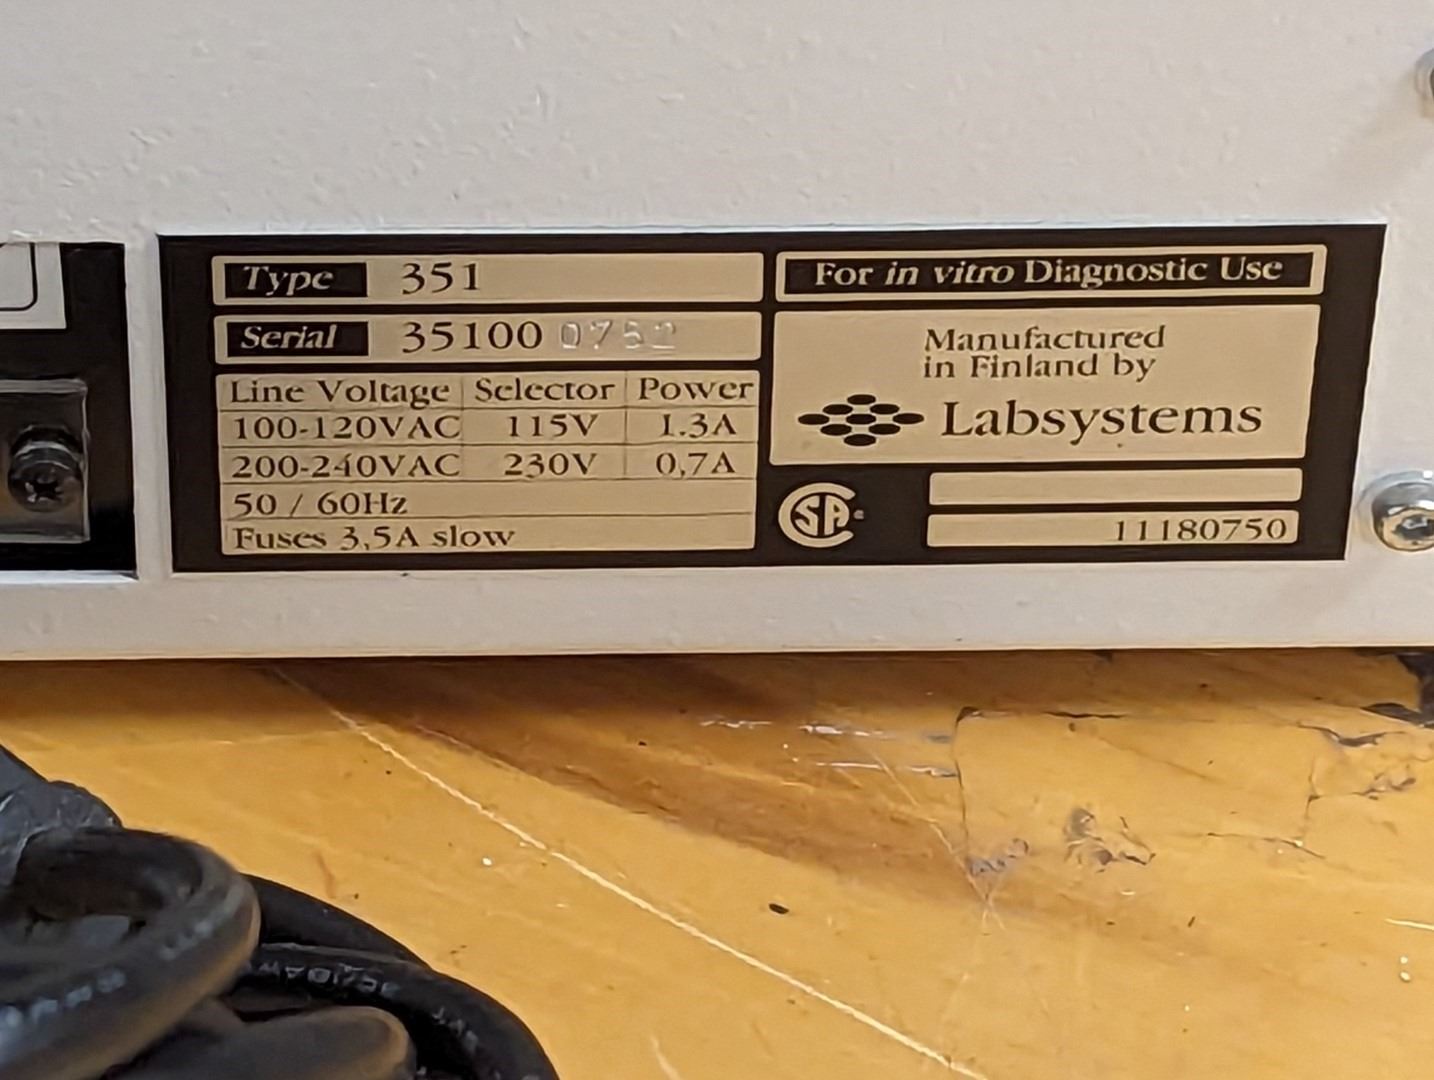 Type 351
Serial 35100 0752
Line Voltage Selector Power
100-120VAC 115V 1.3A
200-240VAC 230V 0,7A
50 / 60Hz
Fuses 3,5A slow
For in vitro Diagnostic Use
Manufactured
in Finland by
Labsystems
SA
11180750